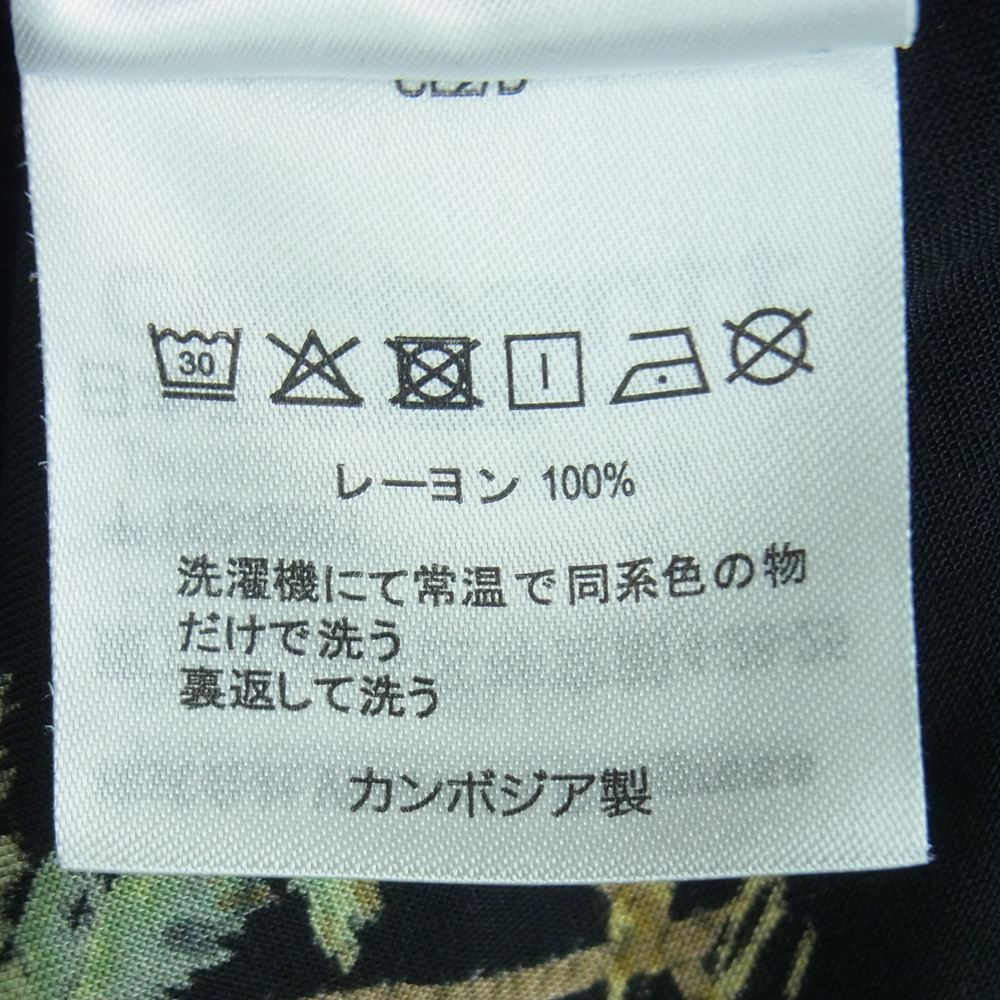 30
レーヨン 100%
洗濯機にて常温で同系色の物
だけで洗う
裏返して洗う
カンボジア製